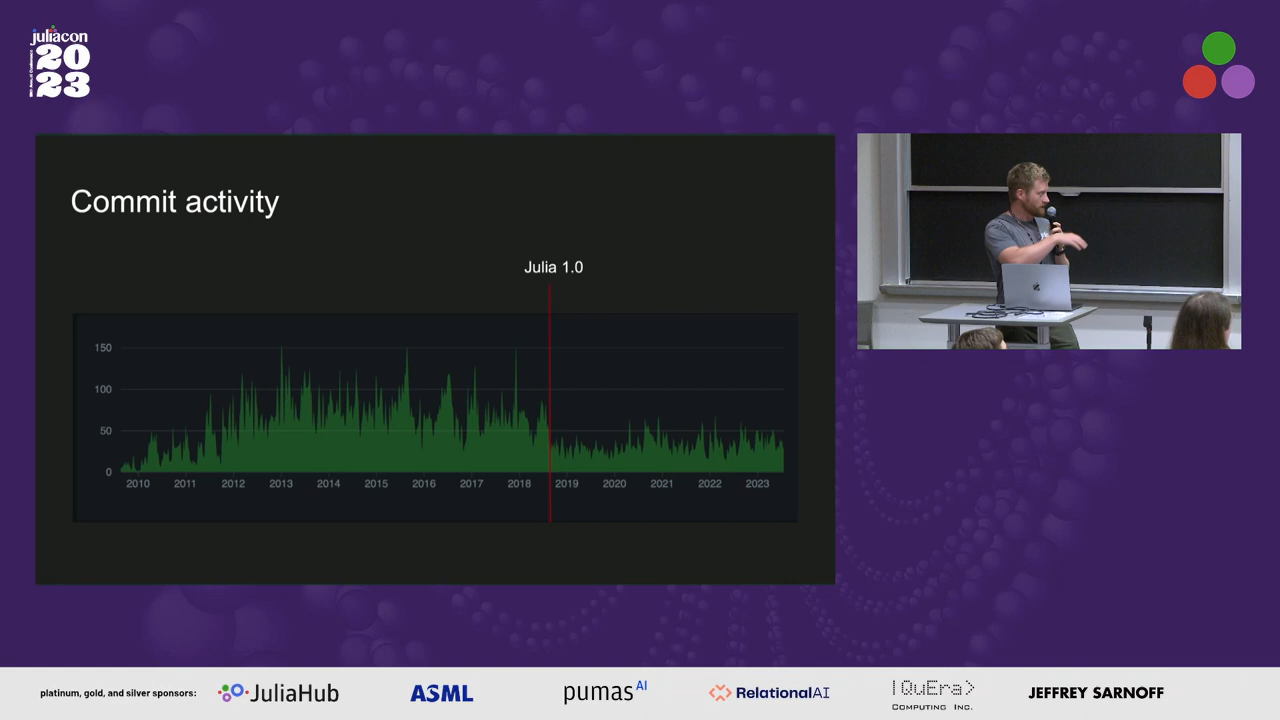 juliacon
20
23
Commit activity
Julia 1.0
150
100
50
0
2010 2011 2012 2013 2014 2015 2016 2017 2018 2019 2020 2021 2022 2023
platinum, gold, and silver sponsors: JuliaHub ASML pumas AI RelationalAI |QuEra> JEFFREY SARNOFF
COMPUTING INC.